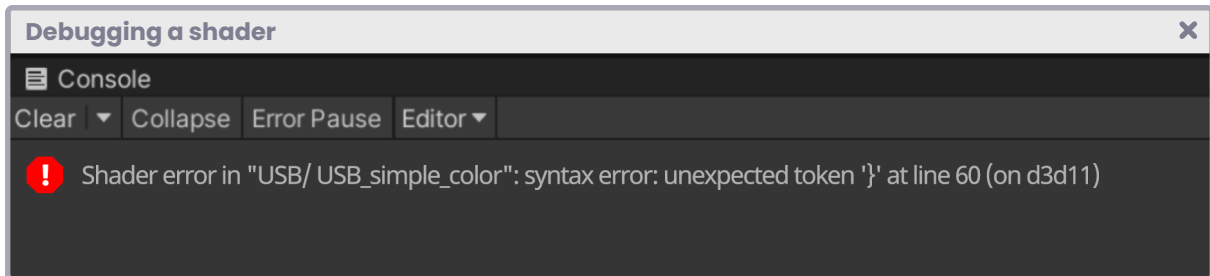 Debugging a shader
Console
Clear Collapse Error Pause Editor
Shader error in "USB/ USB_simple_color": syntax error: unexpected token '}' at line 60 (on d3d11)